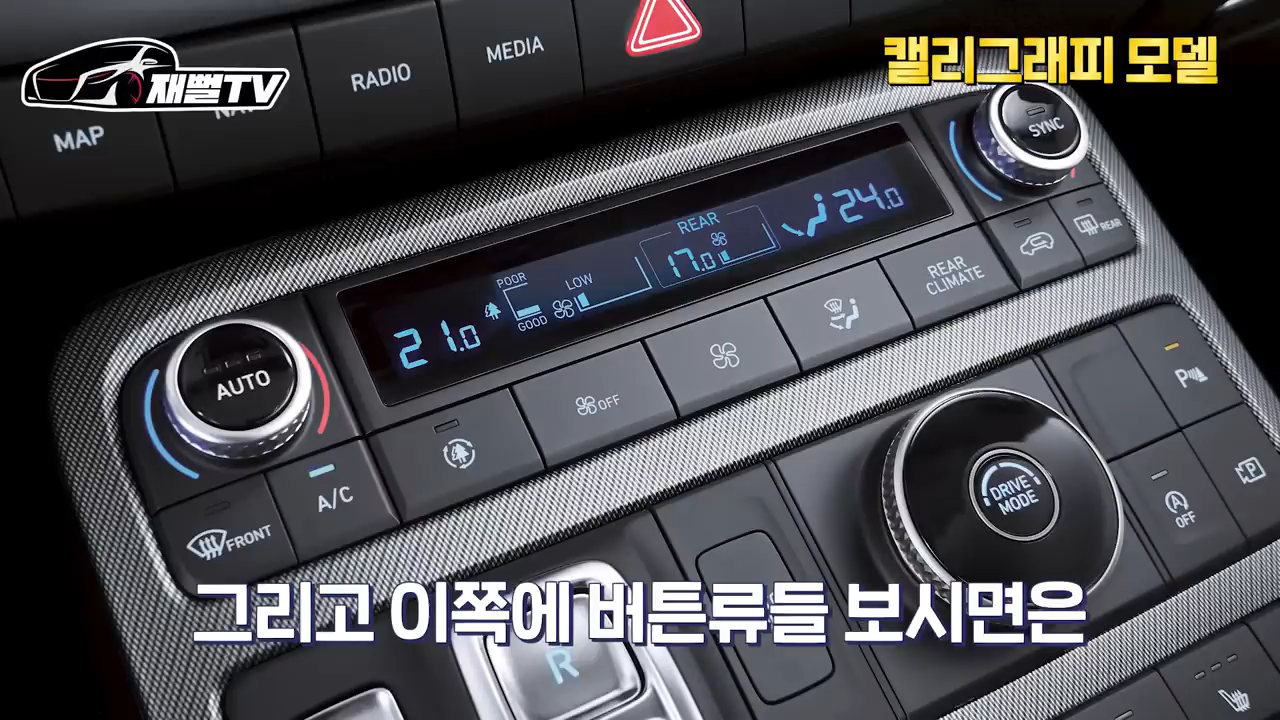 재뻘TV
캘리그래피 모델
MAP
NAV
RADIO
MEDIA
SYNC
REAR
21.0
POOR
GOOD
LOW
REAR
17.0
24.0
AUTO
A/C
FRONT
OFF
REAR
CLIMATE
DRIVE
MODE
P
OFF
P
R
그리고 이쪽에 버튼류들 보시면은